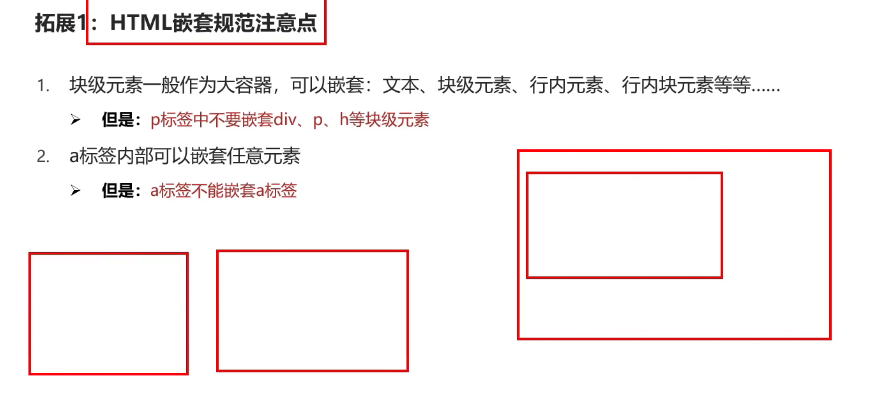 拓展1：HTML嵌套规范注意点
1. 块级元素一般作为大容器，可以嵌套：文本、块级元素、行内元素、行内块元素等等……
➢ 但是：p标签中不要嵌套div、p、h等块级元素
2. a标签内部可以嵌套任意元素
➢ 但是：a标签不能嵌套a标签